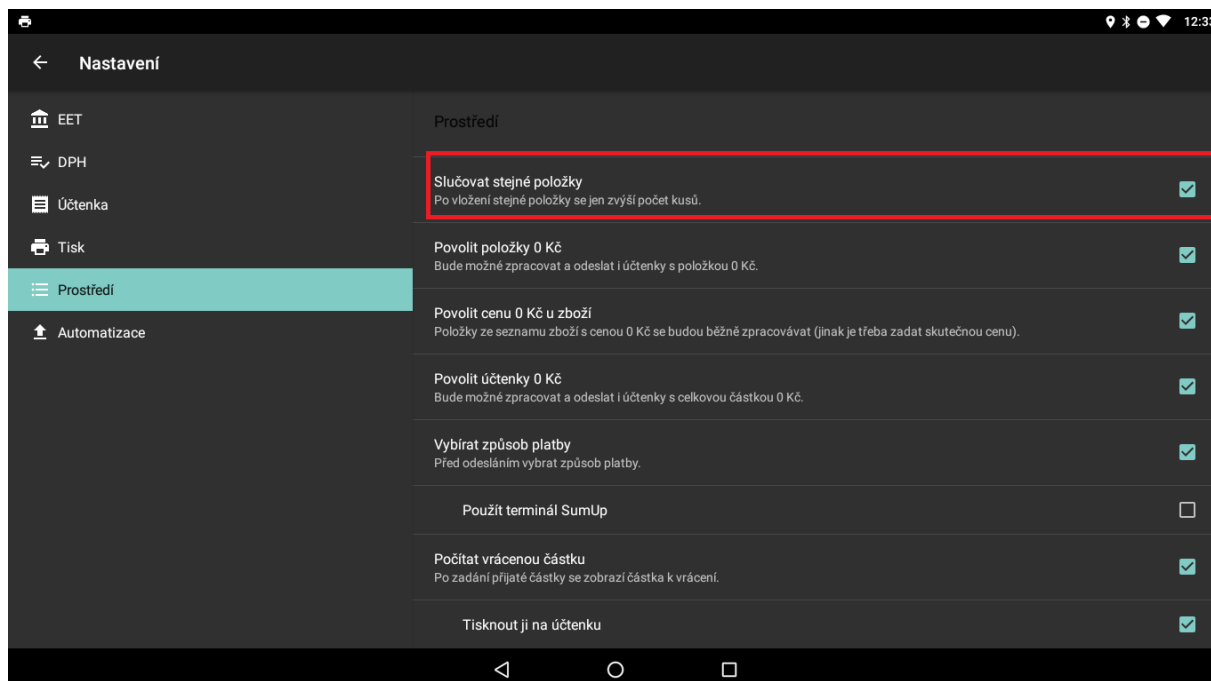 12:33
Nastavení
EET
DPH
Účtenka
Tisk
Prostředí
Automatizace
Prostředí
Slučovat stejné položky
Po vložení stejné položky se jen zvýší počet kusů.
Povolit položky 0 Kč
Bude možné zpracovat a odeslat i účtenky s položkou 0 Kč.
Povolit cenu 0 Kč u zboží
Položky ze seznamu zboží s cenou 0 Kč se budou běžně zpracovávat (jinak je třeba zadat skutečnou cenu).
Povolit účtenky 0 Kč
Bude možné zpracovat a odeslat i účtenky s celkovou částkou 0 Kč.
Vybírat způsob platby
Před odesláním vybrat způsob platby.
Použít terminál SumUp
Počítat vrácenou částku
Po zadání přijaté částky se zobrazí částka k vrácení.
Tisknout ji na účtenku